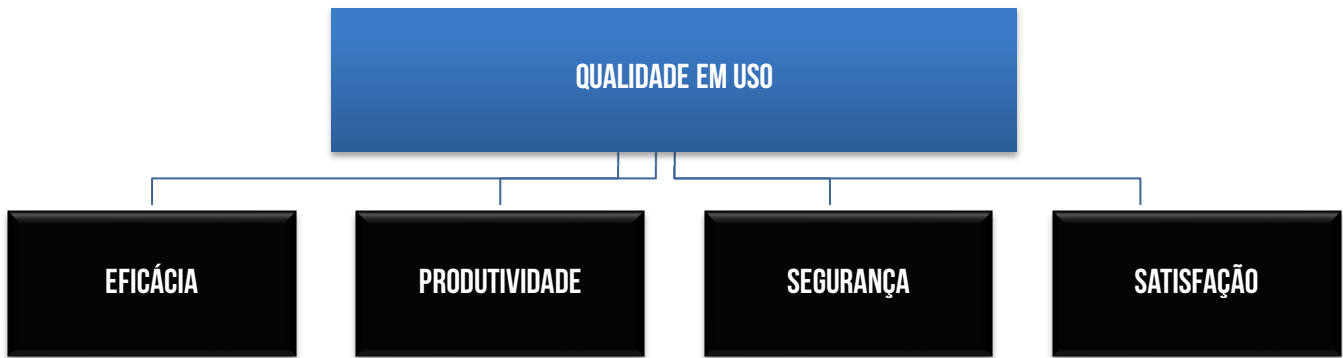 QUALIDADE EM USO
EFICÁCIA
PRODUTIVIDADE
SEGURANÇA
SATISFAÇÃO